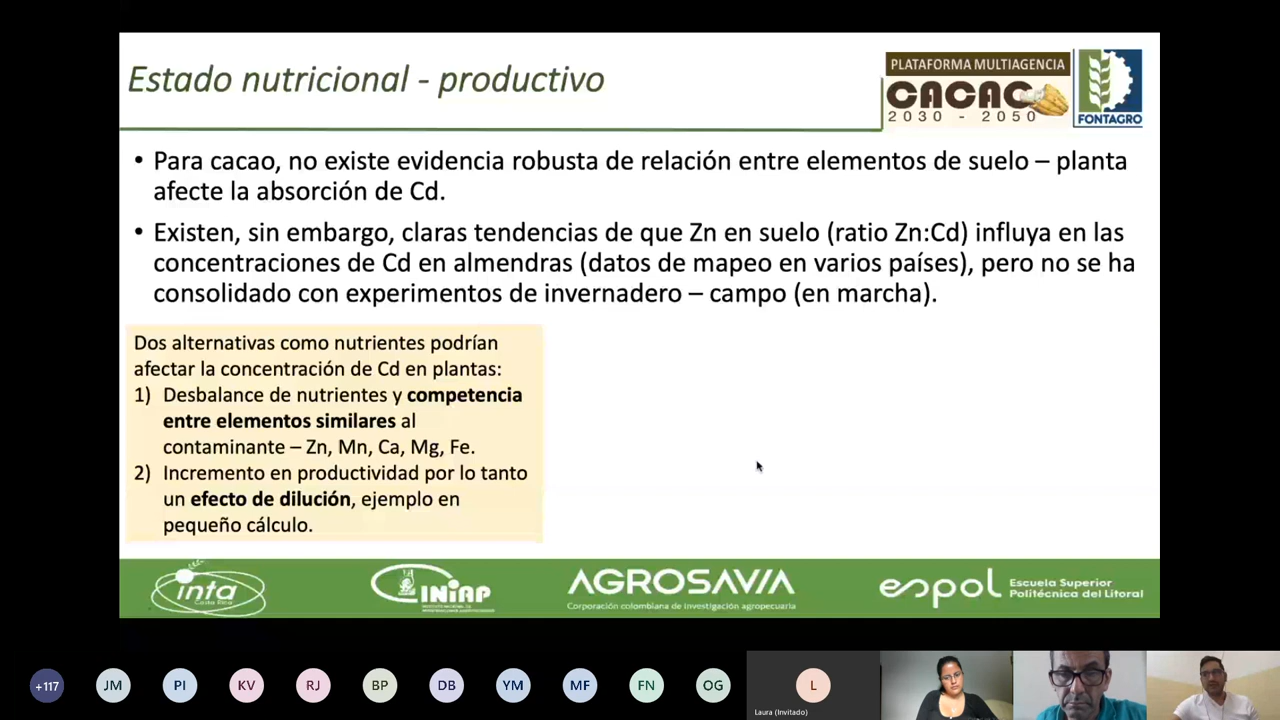 Estado nutricional - productivo
PLATAFORMA MULTIAGENCIA
CACAO
2030 - 2050
FONTAGRO
• Para cacao, no existe evidencia robusta de relación entre elementos de suelo – planta
afecte la absorción de Cd.
• Existen, sin embargo, claras tendencias de que Zn en suelo (ratio Zn:Cd) influya en las
concentraciones de Cd en almendras (datos de mapeo en varios países), pero no se ha
consolidado con experimentos de invernadero – campo (en marcha).
Dos alternativas como nutrientes podrían
afectar la concentración de Cd en plantas:
1) Desbalance de nutrientes y competencia
entre elementos similares al
contaminante – Zn, Mn, Ca, Mg, Fe.
2) Incremento en productividad por lo tanto
un efecto de dilución, ejemplo en
pequeño cálculo.
inta
Costa Rica
INIAP
AGROSAVIA
Corporación colombiana de investigación agropecuaria
espol
Escuela Superior
Politécnica del Litoral
+117
JM
PI
KV
RJ
BP
DB
YM
MF
FN
OG
L
Laura (Invitado)